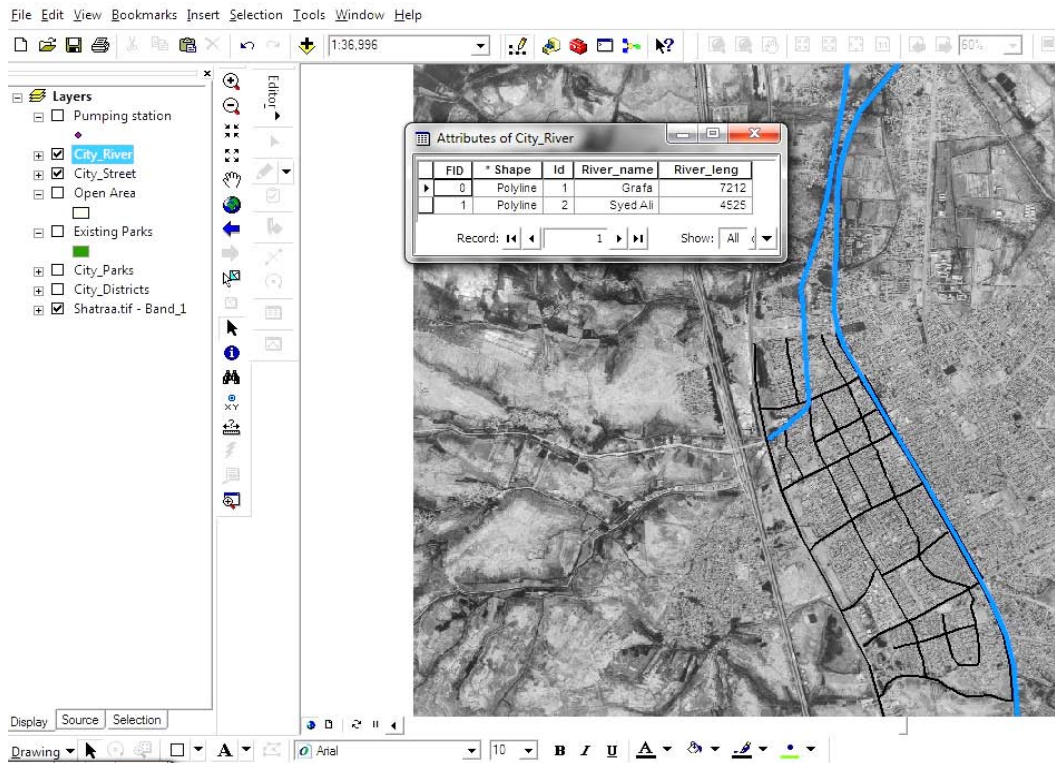 File Edit View Bookmarks Insert Selection Tools Window Help
1:36,996
60%
Layers
Pumping station
City_River
City_Street
Open Area
Existing Parks
City_Parks
City_Districts
Shatraa.tif - Band_1
Editor
XY
Attributes of City_River
FID * Shape Id River_name River_leng
0 Polyline 1 Grafa 7212
1 Polyline 2 Syed Ali 4525
Record: 1 Show: All
Display Source Selection
Drawing A Arial 10 B I U A